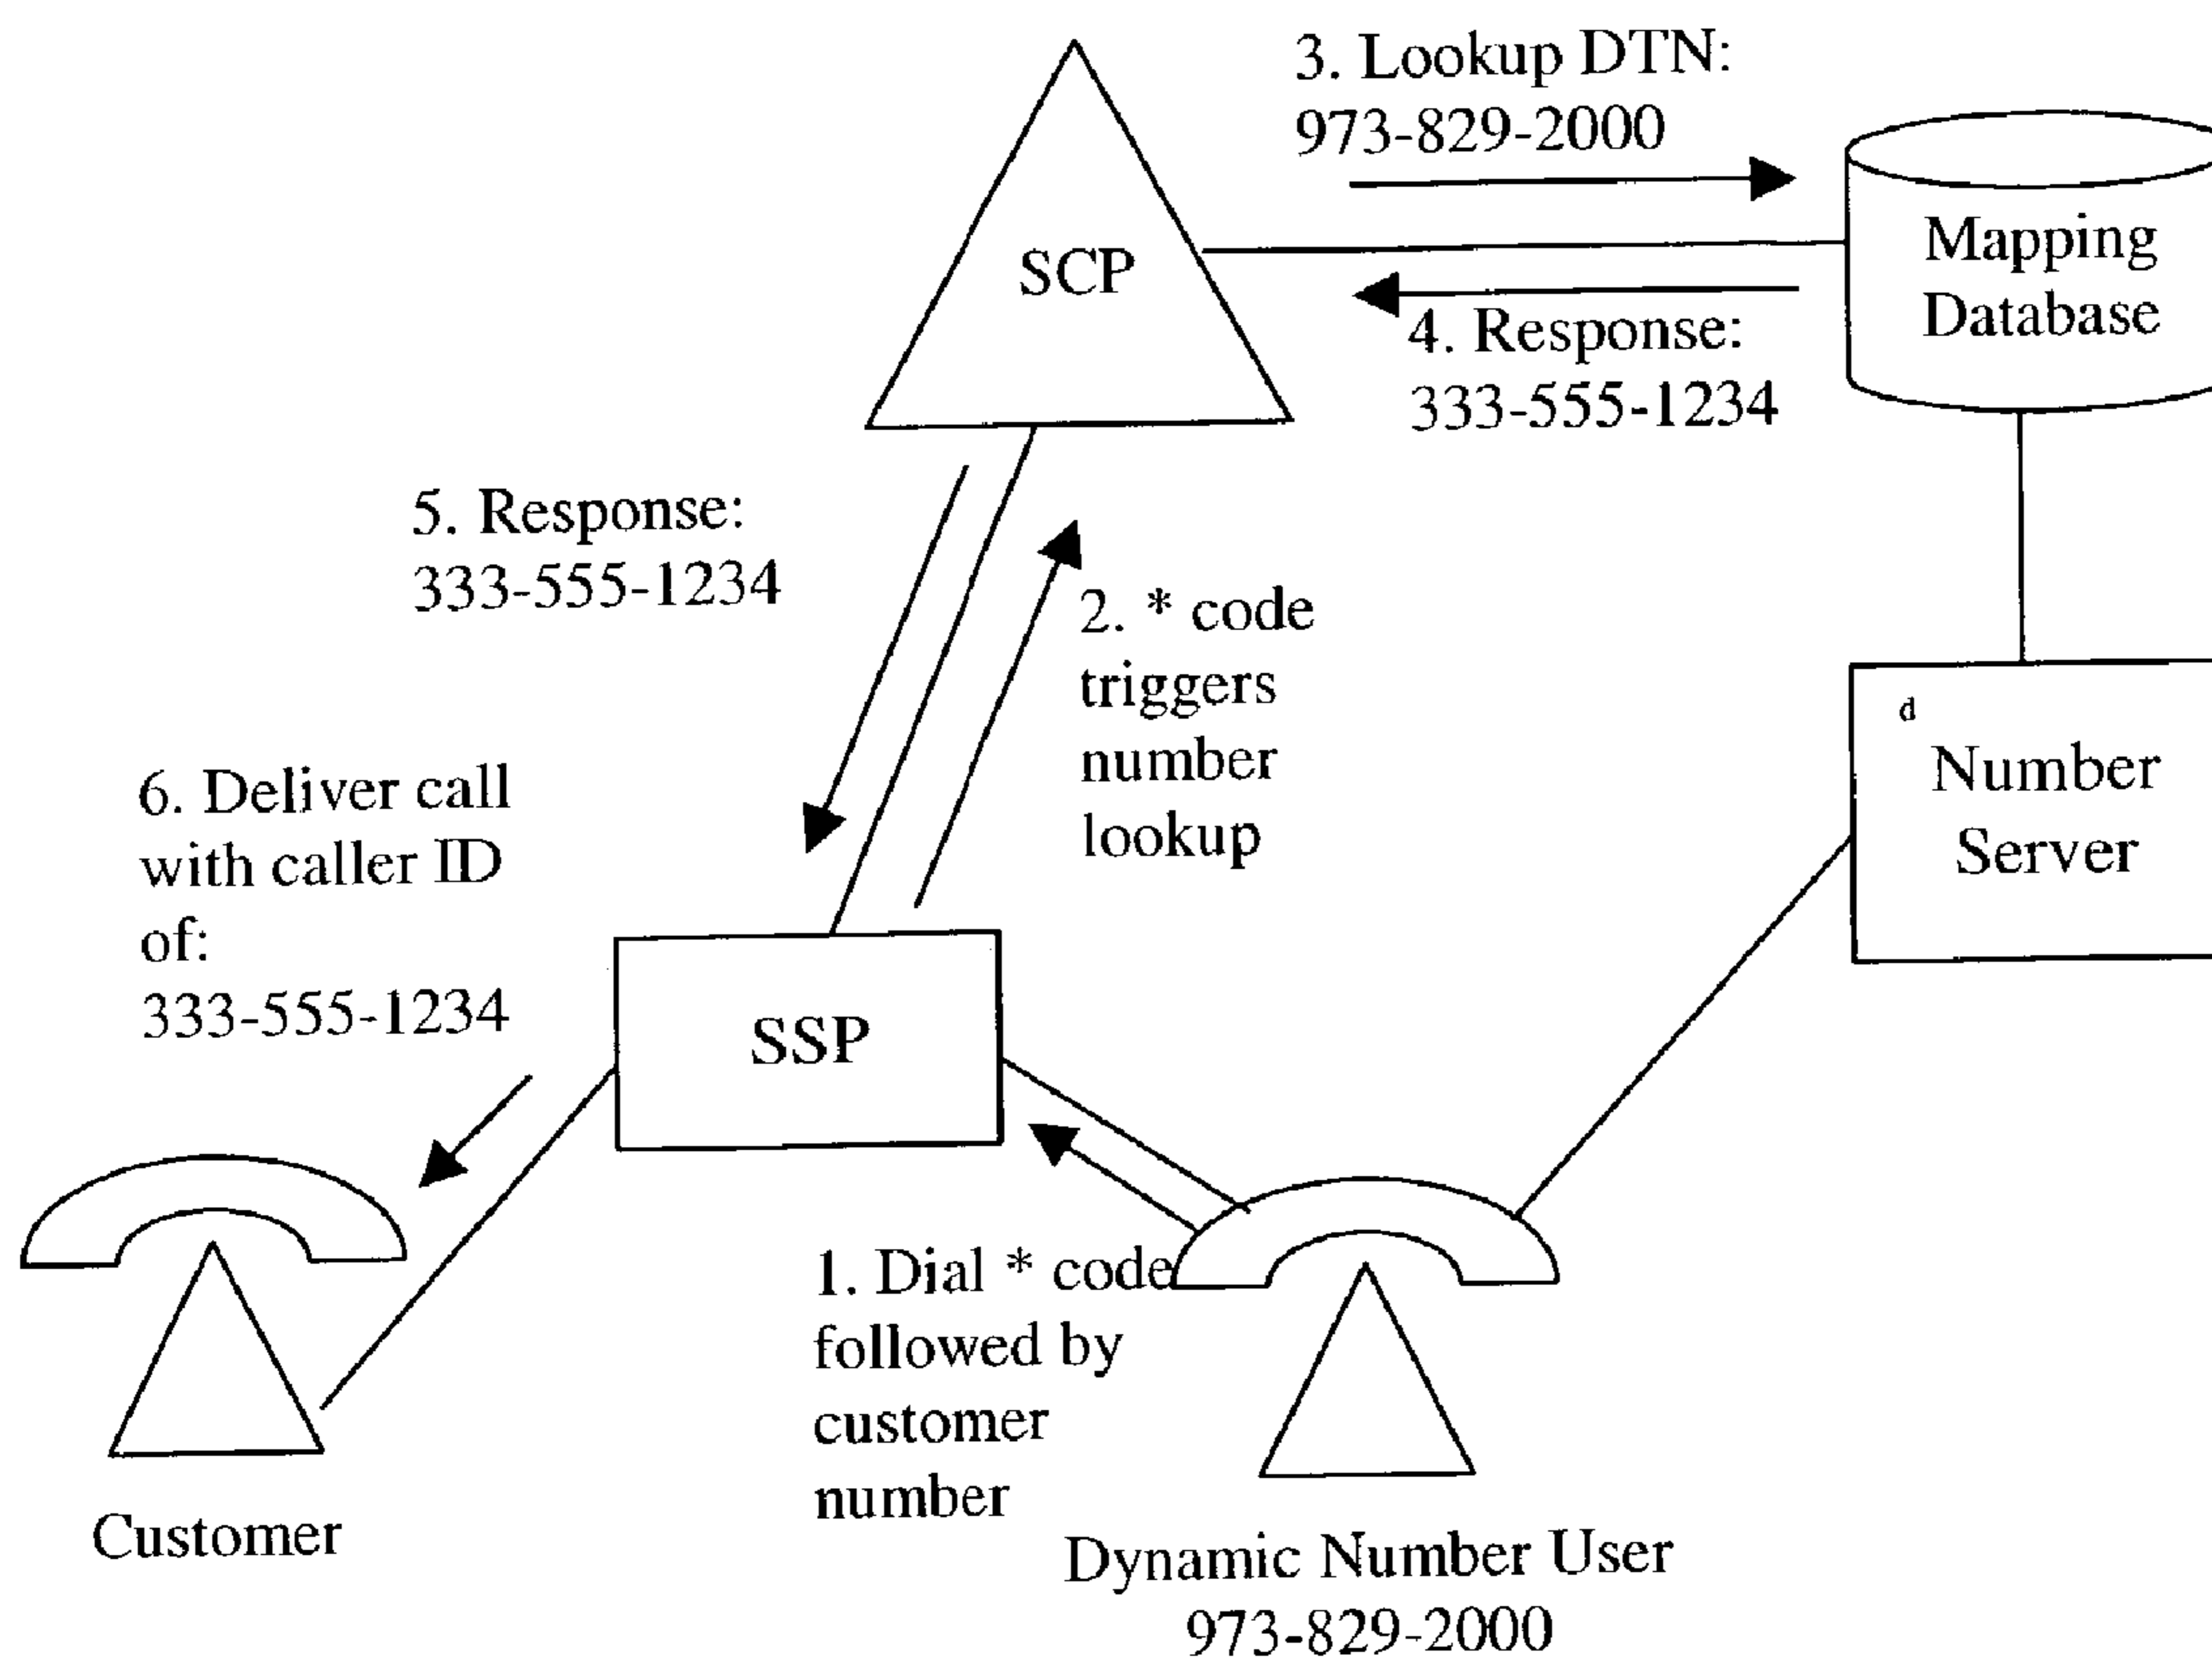 3. Lookup DTN:
973-829-2000
SCP
Mapping
Database
4. Response:
333-555-1234
5. Response:
333-555-1234
2. * code
triggers
number
lookup
d
Number
Server
6. Deliver call
with caller ID
of:
333-555-1234
SSP
1. Dial * code
followed by
customer
number
Customer
Dynamic Number User
973-829-2000